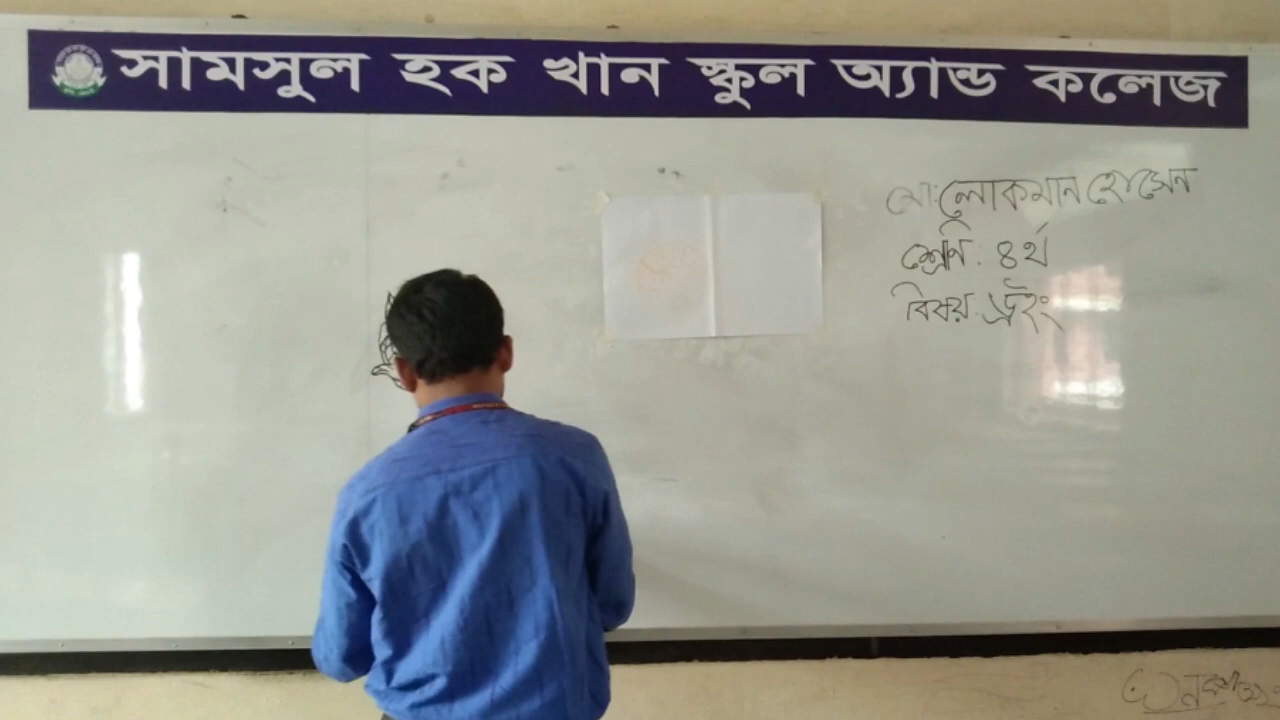 সামসুল হক খান স্কুল অ্যান্ড কলেজ
মো: লোকমান হোসেন
শ্রেণি: ৪র্থ
বিষয়: ড্রইং